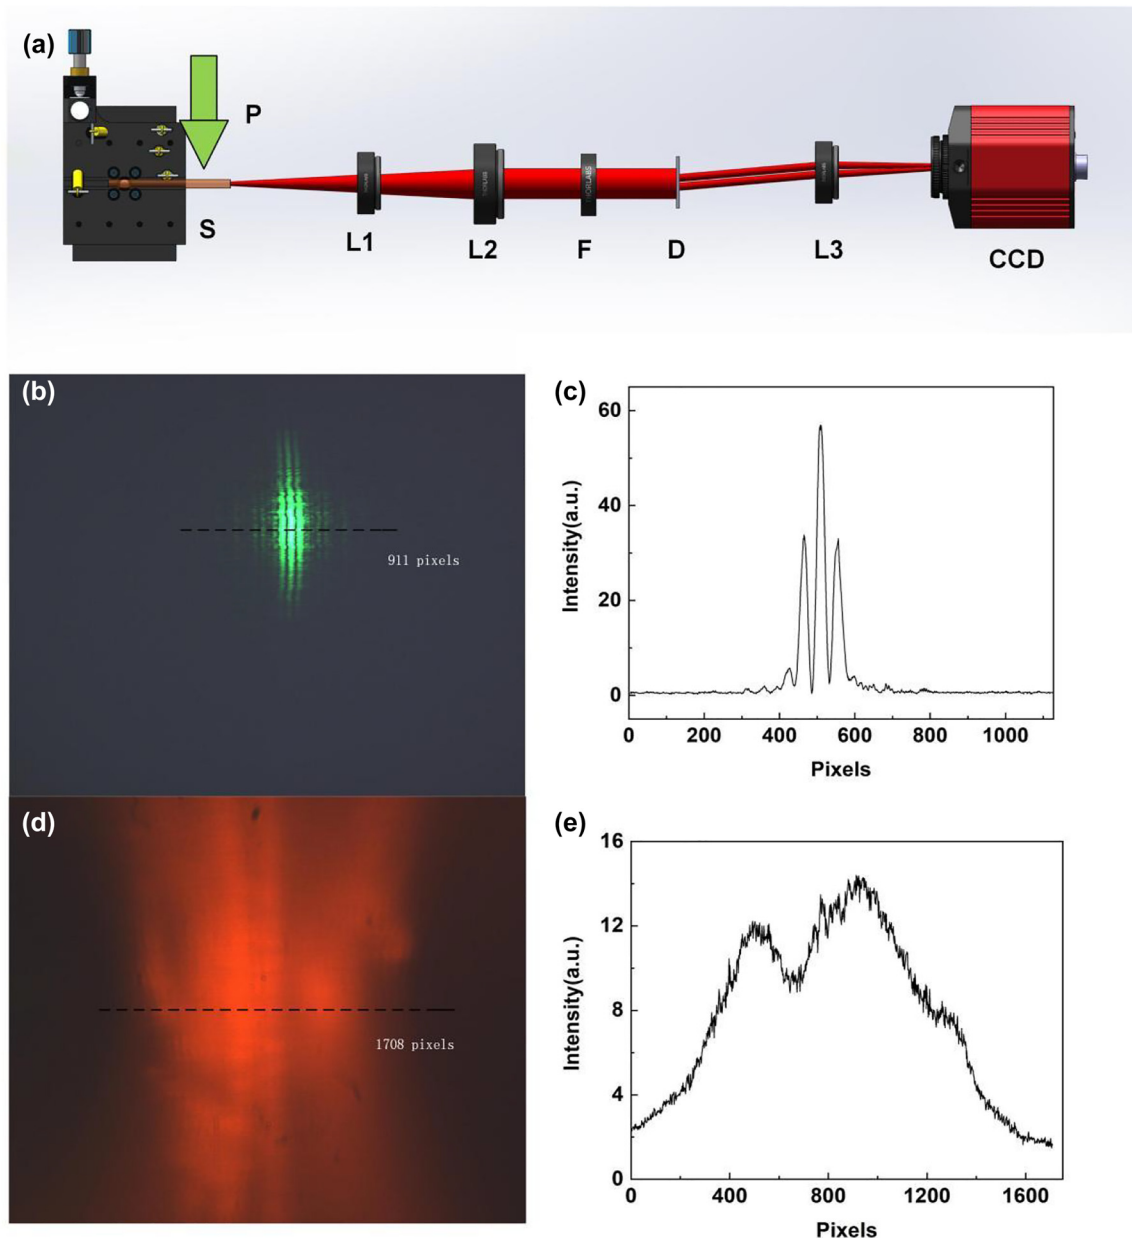 (a)
P
S
L1
L2
F
D
L3
CCD
THORLABS
(b)
911 pixels
(c)
Intensity(a.u.)
60
40
20
0
0 200 400 600 800 1000
Pixels
(d)
1708 pixels
(e)
Intensity(a.u.)
16
12
8
4
0
0 400 800 1200 1600
Pixels